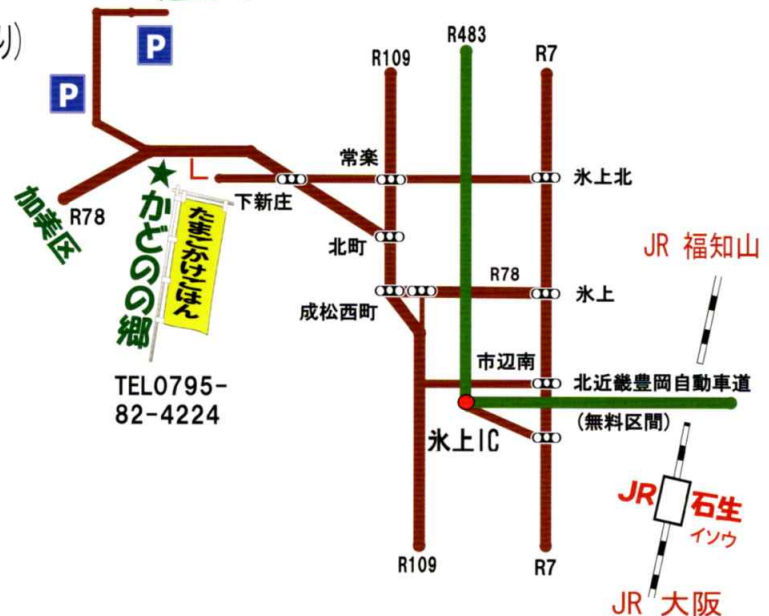 り)
P
P
R109
R483
R7
常楽
氷上北
下新庄
R78
加美区
かどのの郷
たまごかけごはん
北町
JR 福知山
R78
氷上
成松西町
市辺南
北近畿豊岡自動車道
(無料区間)
氷上IC
TEL0795-
82-4224
JR 石生
イソウ
R109
R7
JR 大阪